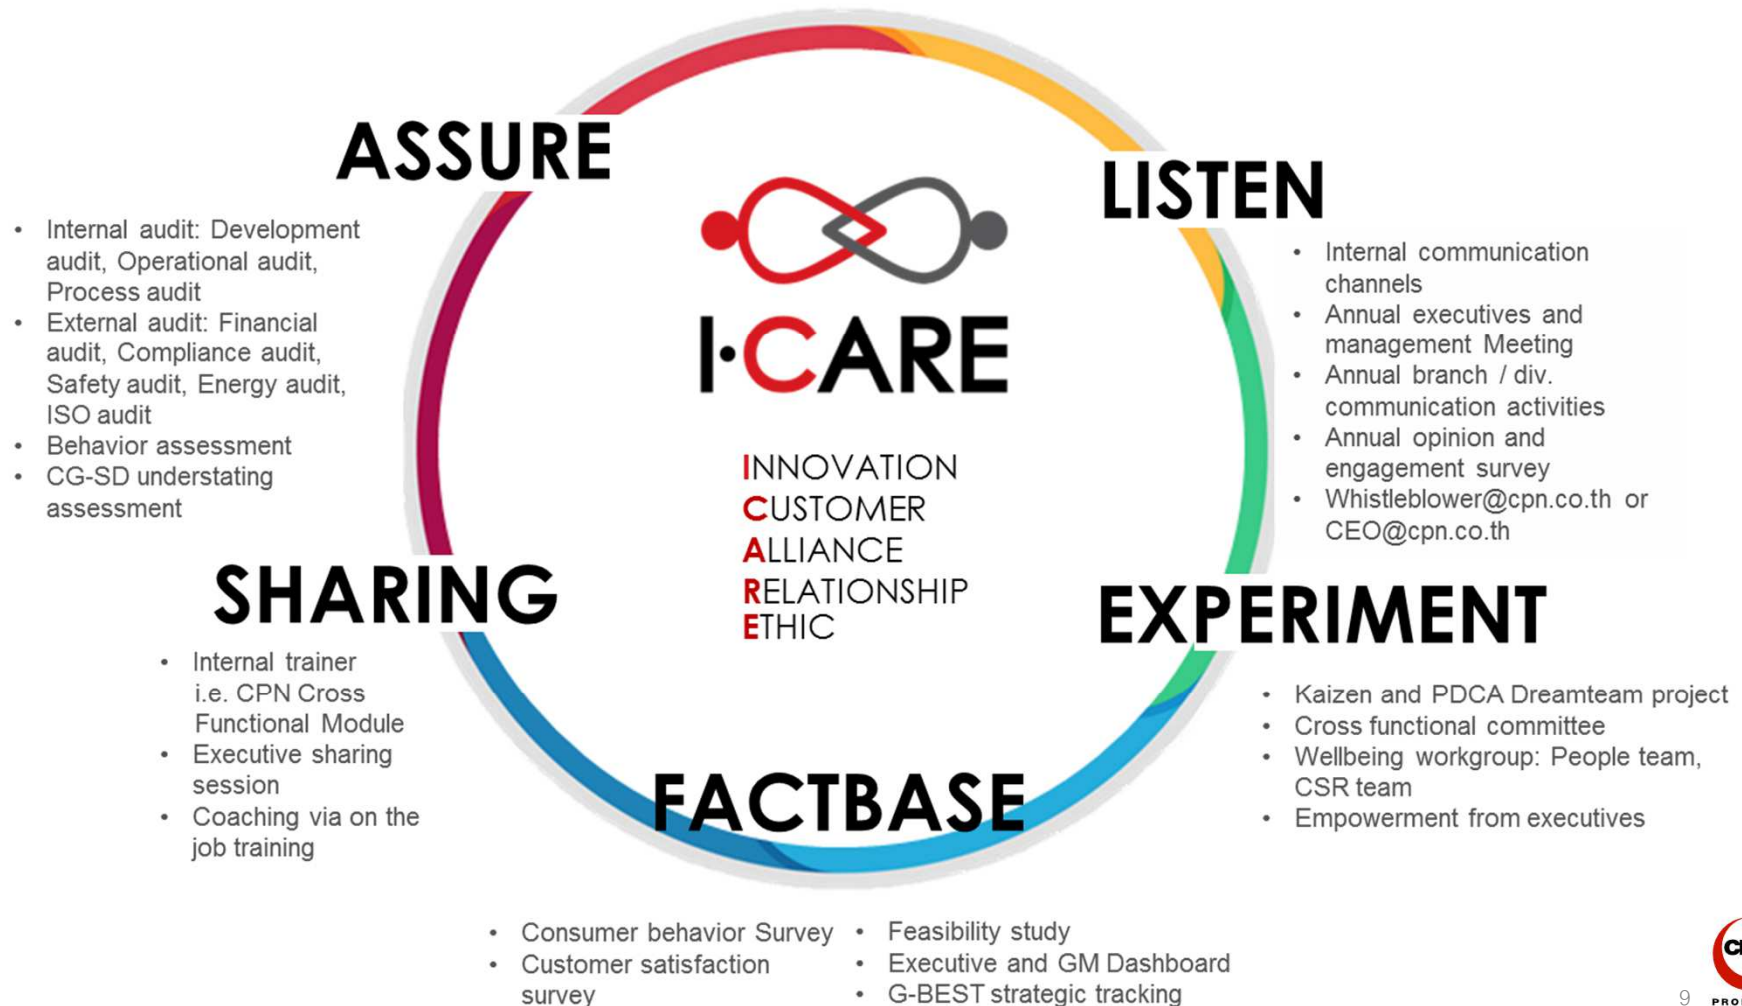 ASSURE
• Internal audit: Development
audit, Operational audit,
Process audit
• External audit: Financial
audit, Compliance audit,
Safety audit, Energy audit,
ISO audit
• Behavior assessment
• CG-SD understating
assessment
LISTEN
• Internal communication
channels
• Annual executives and
management Meeting
• Annual branch / div.
communication activities
• Annual opinion and
engagement survey
• Whistleblower@cpn.co.th or
CEO@cpn.co.th
I·CARE
INNOVATION
CUSTOMER
ALLIANCE
RELATIONSHIP
ETHIC
SHARING
• Internal trainer
i.e. CPN Cross
Functional Module
• Executive sharing
session
• Coaching via on the
job training
EXPERIMENT
• Kaizen and PDCA Dreamteam project
• Cross functional committee
• Wellbeing workgroup: People team,
CSR team
• Empowerment from executives
FACTBASE
• Consumer behavior Survey
• Customer satisfaction
survey
• Feasibility study
• Executive and GM Dashboard
• G-BEST strategic tracking
9